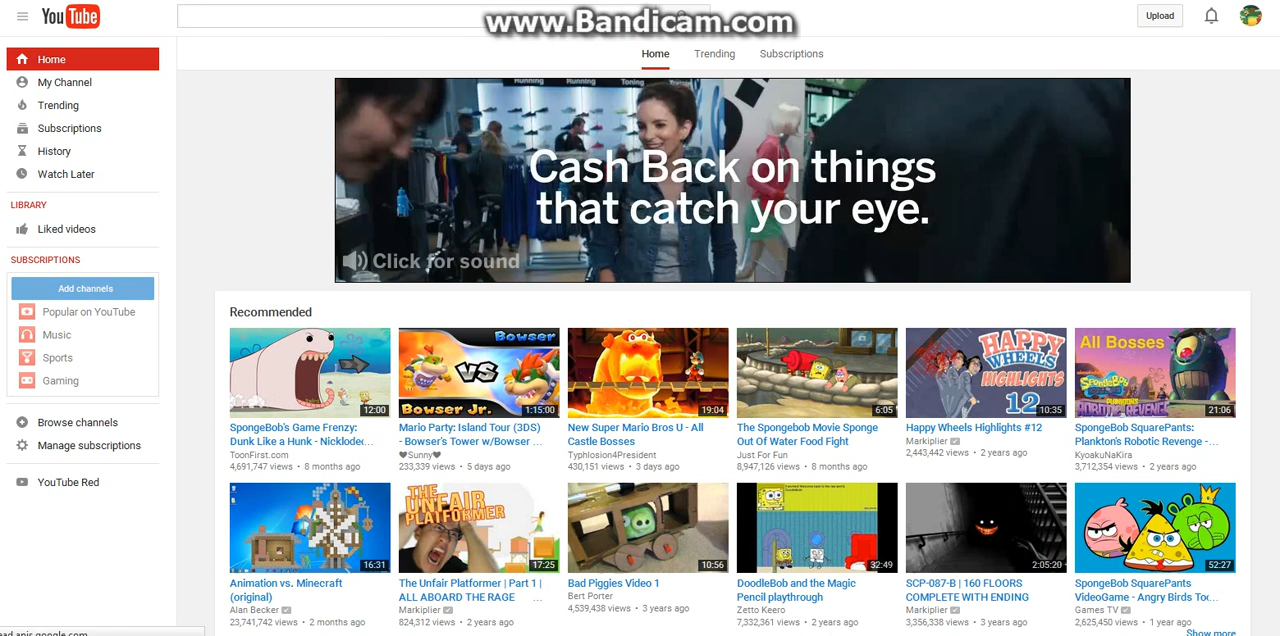 YouTube
www.Bandicam.com
Upload
Home
My Channel
Trending
Subscriptions
History
Watch Later
LIBRARY
Liked videos
SUBSCRIPTIONS
Add channels
Popular on YouTube
Music
Sports
Gaming
Browse channels
Manage subscriptions
YouTube Red
Home Trending Subscriptions
Running Running Toning
Cash Back on things
that catch your eye.
Click for sound
Recommended
12:00
SpongeBob's Game Frenzy:
Dunk Like a Hunk - Nicklode...
ToonFirst.com
4,691,747 views • 8 months ago
Bowser
VS
Bowser Jr.
1:15:00
Mario Party: Island Tour (3DS)
- Bowser's Tower w/Bowser ...
♥Sunny♥
233,339 views • 5 days ago
19:04
New Super Mario Bros U - All
Castle Bosses
Typhlosion4President
430,151 views • 3 days ago
6:05
The Spongebob Movie Sponge
Out Of Water Food Fight
Just For Fun
8,947,126 views • 8 months ago
HAPPY
WHEELS
HIGHLIGHTS
12
10:35
Happy Wheels Highlights #12
Markiplier
2,443,442 views • 2 years ago
All Bosses
SpongeBob
PLANKTON'S
ROBOTIC REVENGE
21:06
SpongeBob SquarePants:
Plankton's Robotic Revenge -...
KyoakuNaKira
3,712,354 views • 2 years ago
16:31
Animation vs. Minecraft
(original)
Alan Becker
23,741,742 views • 2 months ago
THE
UNFAIR
PLATFORMER
17:25
The Unfair Platformer | Part 1 |
ALL ABOARD THE RAGE ...
Markiplier
824,312 views • 2 years ago
10:56
Bad Piggies Video 1
Bert Porter
4,539,438 views • 3 years ago
32:49
DoodleBob and the Magic
Pencil playthrough
Zetto Keero
7,332,361 views • 2 years ago
2:05:20
SCP-087-B | 160 FLOORS
COMPLETE WITH ENDING
Markiplier
3,356,338 views • 3 years ago
52:27
SpongeBob SquarePants
VideoGame - Angry Birds Too...
Games TV
2,625,450 views • 1 year ago
Show more